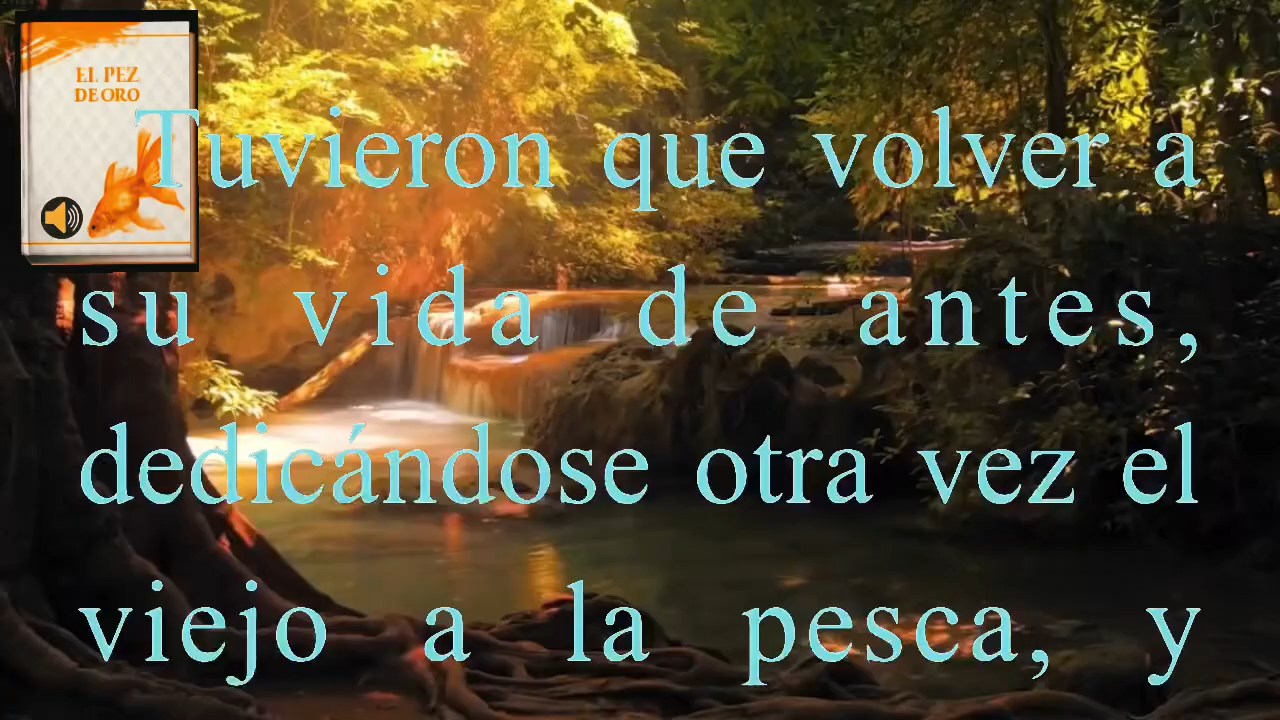 EL PEZ
DE ORO
Tuvieron que volver a
su vida de antes,
dedicándose otra vez el
viejo a la pesca, y